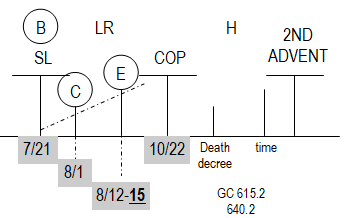 B LR H 2ND
SL E COP ADVENT
C
7/21 10/22 Death time
decree
8/1
8/12-15 GC 615.2
640.2